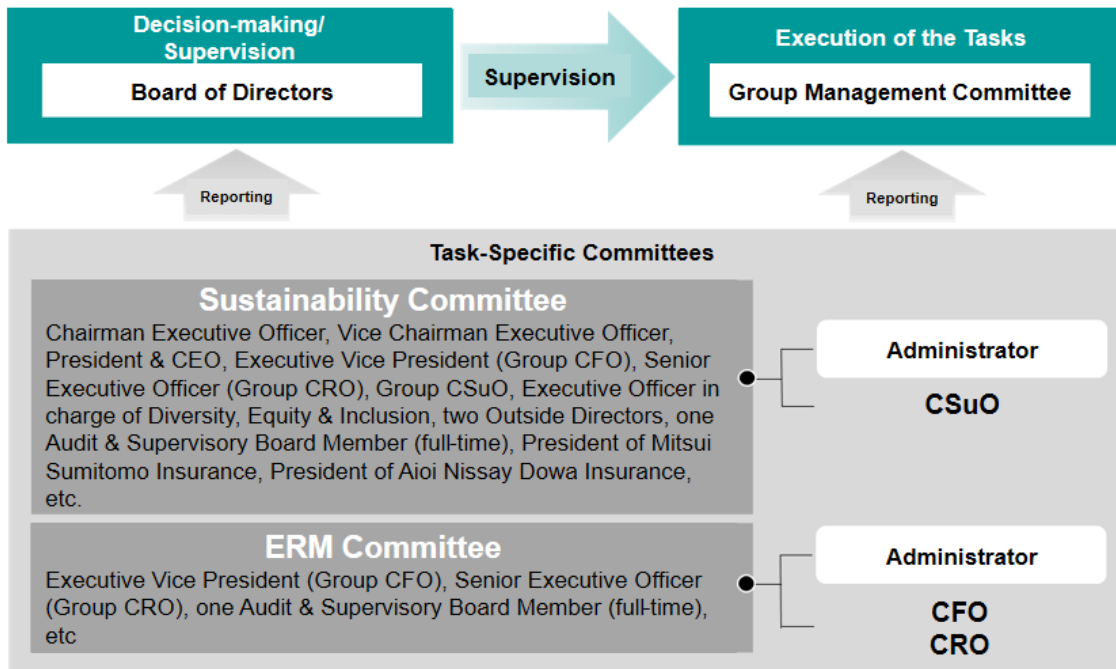 Decision-making/
Supervision
Board of Directors
Supervision
Execution of the Tasks
Group Management Committee
Reporting
Reporting
Task-Specific Committees
Sustainability Committee
Chairman Executive Officer, Vice Chairman Executive Officer,
President & CEO, Executive Vice President (Group CFO), Senior
Executive Officer (Group CRO), Group CSuO, Executive Officer in
charge of Diversity, Equity & Inclusion, two Outside Directors, one
Audit & Supervisory Board Member (full-time), President of Mitsui
Sumitomo Insurance, President of Aioi Nissay Dowa Insurance,
etc.
Administrator
CSuO
ERM Committee
Executive Vice President (Group CFO), Senior Executive Officer
(Group CRO), one Audit & Supervisory Board Member (full-time),
etc
Administrator
CFO
CRO